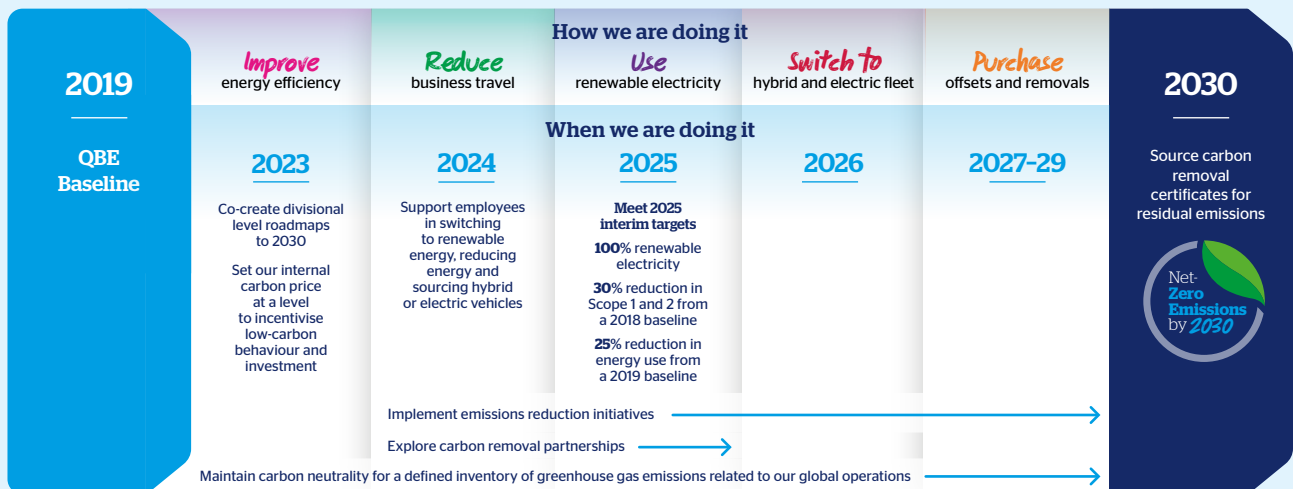 2019
QBE
Baseline
How we are doing it
Improve
energy efficiency
Reduce
business travel
Use
renewable electricity
Switch to
hybrid and electric fleet
Purchase
offsets and removals
When we are doing it
2023
Co-create divisional
level roadmaps
to 2030
Set our internal
carbon price
at a level
to incentivise
low-carbon
behaviour and
investment
2024
Support employees
in switching
to renewable
energy, reducing
energy and
sourcing hybrid
or electric vehicles
2025
Meet 2025
interim targets
100% renewable
electricity
30% reduction in
Scope 1 and 2 from
a 2018 baseline
25% reduction in
energy use from
a 2019 baseline
2026
2027–29
Implement emissions reduction initiatives
Explore carbon removal partnerships
Maintain carbon neutrality for a defined inventory of greenhouse gas emissions related to our global operations
2030
Source carbon
removal
certificates for
residual emissions
Net-
Zero
Emissions
by 2030